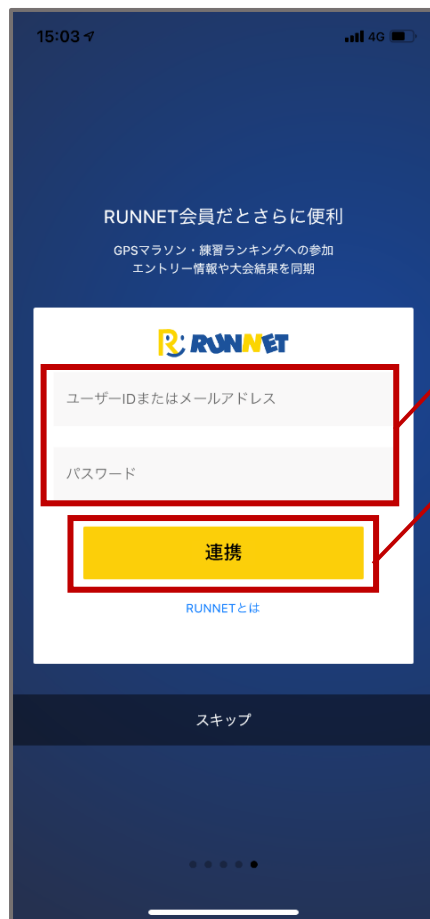 15:03
4G
RUNNET会員だとさらに便利
GPSマラソン・練習ランキングへの参加
エントリー情報や大会結果を同期
RUNNET
ユーザーIDまたはメールアドレス
パスワード
連携
RUNNETとは
スキップ